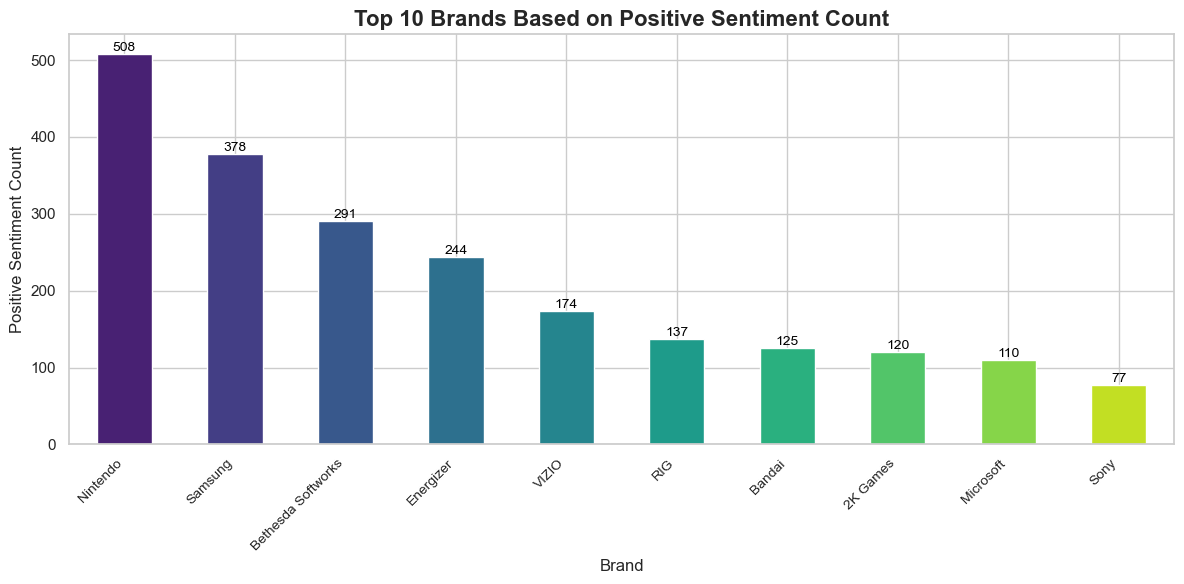 Top 10 Brands Based on Positive Sentiment Count
Positive Sentiment Count
500
400
300
200
100
0
508
378
291
244
174
137
125
120
110
77
Nintendo
Samsung
Bethesda Softworks
Energizer
VIZIO
RIG
Bandai
2K Games
Microsoft
Sony
Brand